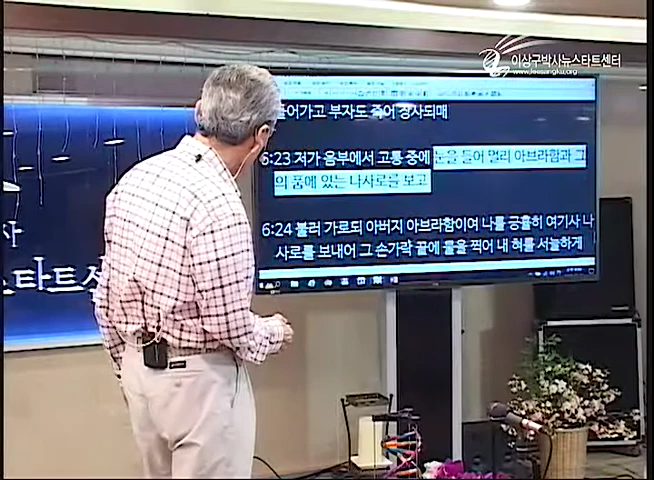 이상구박사뉴스타트센터
www.leesangku.org
들어가고 부자도 죽어 장사되매
6:23 저가 음부에서 고통 중에 눈을 들어 멀리 아브라함과 그
의 품에 있는 나사로를 보고
6:24 불러 가로되 아버지 아브라함이여 나를 긍휼히 여기사 나
사로를 보내어 그 손가락 끝에 물을 찍어 내 혀를 서늘하게
사
스타트센